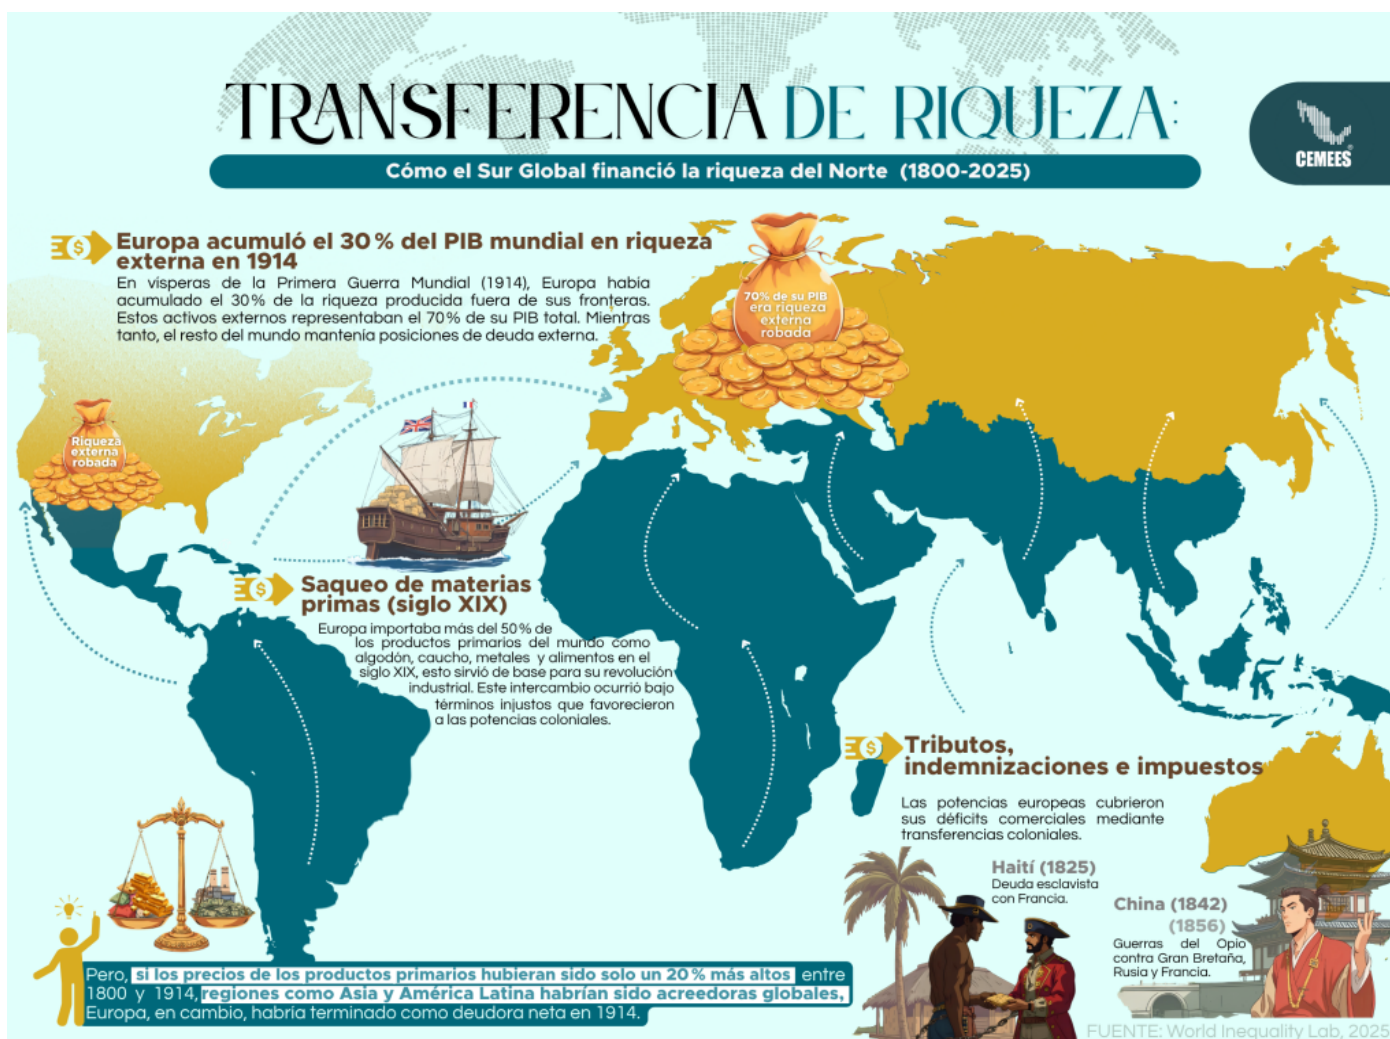 TRANSFERENCIA DE RIQUEZA:
Cómo el Sur Global financió la riqueza del Norte (1800-2025)
CEMEES
Europa acumuló el 30% del PIB mundial en riqueza
externa en 1914
En vísperas de la Primera Guerra Mundial (1914), Europa había
acumulado el 30% de la riqueza producida fuera de sus fronteras.
Estos activos externos representaban el 70% de su PIB total. Mientras
tanto, el resto del mundo mantenía posiciones de deuda externa.
70% de su PIB
era riqueza
externa
robada
Riqueza
externa
robada
Saqueo de materias
primas (siglo XIX)
Europa importaba más del 50% de
los productos primarios del mundo como
algodón, caucho, metales y alimentos en el
siglo XIX, esto sirvió de base para su revolución
industrial. Este intercambio ocurrió bajo
términos injustos que favorecieron
a las potencias coloniales.
Tributos,
indemnizaciones e impuestos
Las potencias europeas cubrieron
sus déficits comerciales mediante
transferencias coloniales.
Haití (1825)
Deuda esclavista
con Francia.
China (1842)
(1856)
Guerras del Opio
contra Gran Bretaña,
Rusia y Francia.
Pero, si los precios de los productos primarios hubieran sido solo un 20% más altos entre
1800 y 1914, regiones como Asia y América Latina habrían sido acreedoras globales,
Europa, en cambio, habría terminado como deudora neta en 1914.
FUENTE: World Inequality Lab, 2025